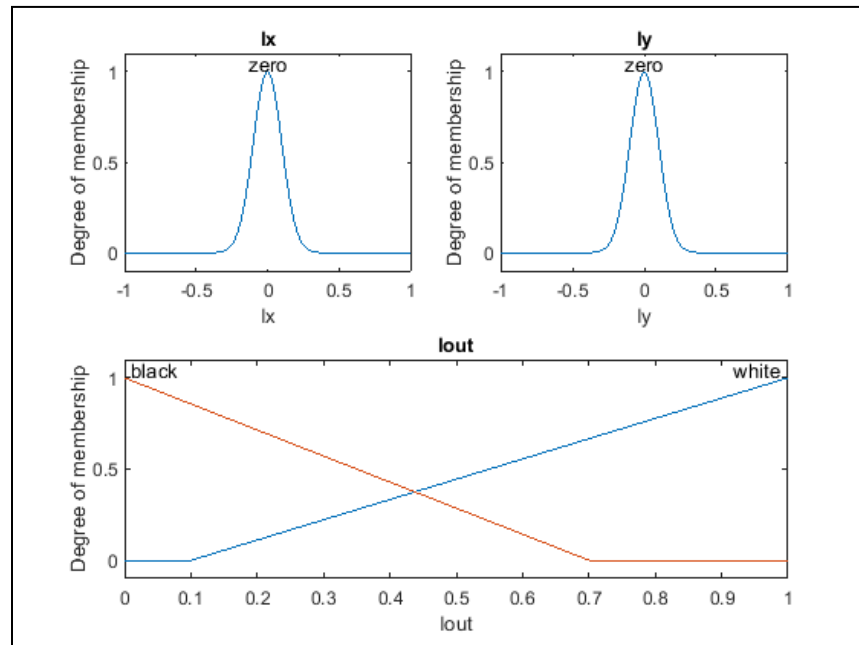 Ix
zero
Degree of membership
1
0.5
0
-1 -0.5 0 0.5 1
Ix
Iy
zero
Degree of membership
1
0.5
0
-1 -0.5 0 0.5 1
Iy
Iout
black
white
Degree of membership
1
0.5
0
0 0.1 0.2 0.3 0.4 0.5 0.6 0.7 0.8 0.9 1
Iout